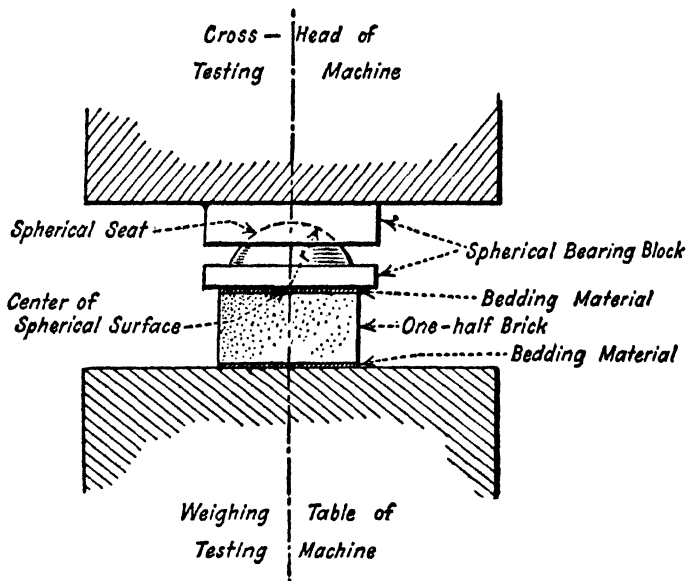 Cross - Head of
Testing Machine
Spherical Seat
r
Spherical Bearing Block
Center of
Spherical Surface
Bedding Material
One-half Brick
Bedding Material
Weighing Table of
Testing Machine